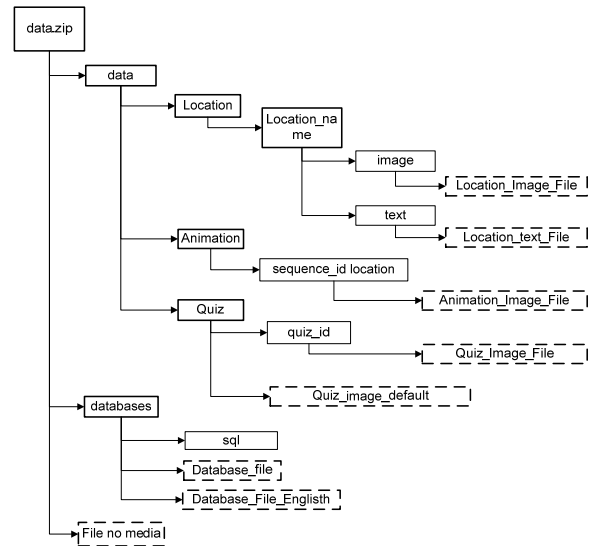 data.zip
data
Location
Location_na
me
image
Location_Image_File
text
Location_text_File
Animation
sequence_id location
Animation_Image_File
Quiz
quiz_id
Quiz_Image_File
Quiz_image_default
databases
sql
Database_file
Database_File_Englisth
File no media